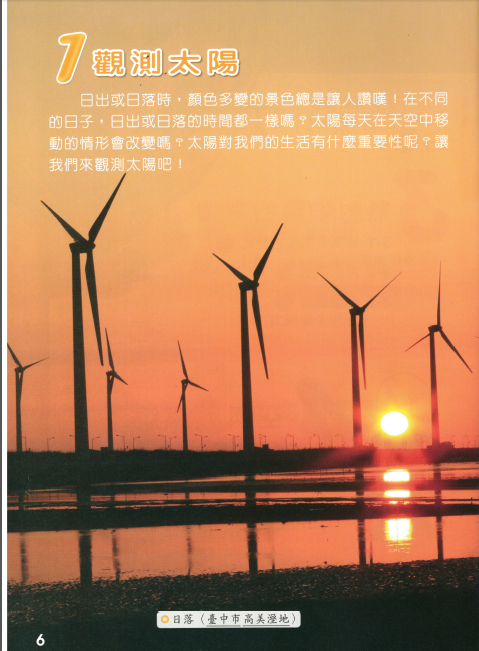 1 觀測太陽
日出或日落時，顏色多變的景色總是讓人讚嘆！在不同
的日子，日出或日落的時間都一樣嗎？太陽每天在天空中移
動的情形會改變嗎？太陽對我們的生活有什麼重要性呢？讓
我們來觀測太陽吧！
日落（臺中市高美溼地）
6